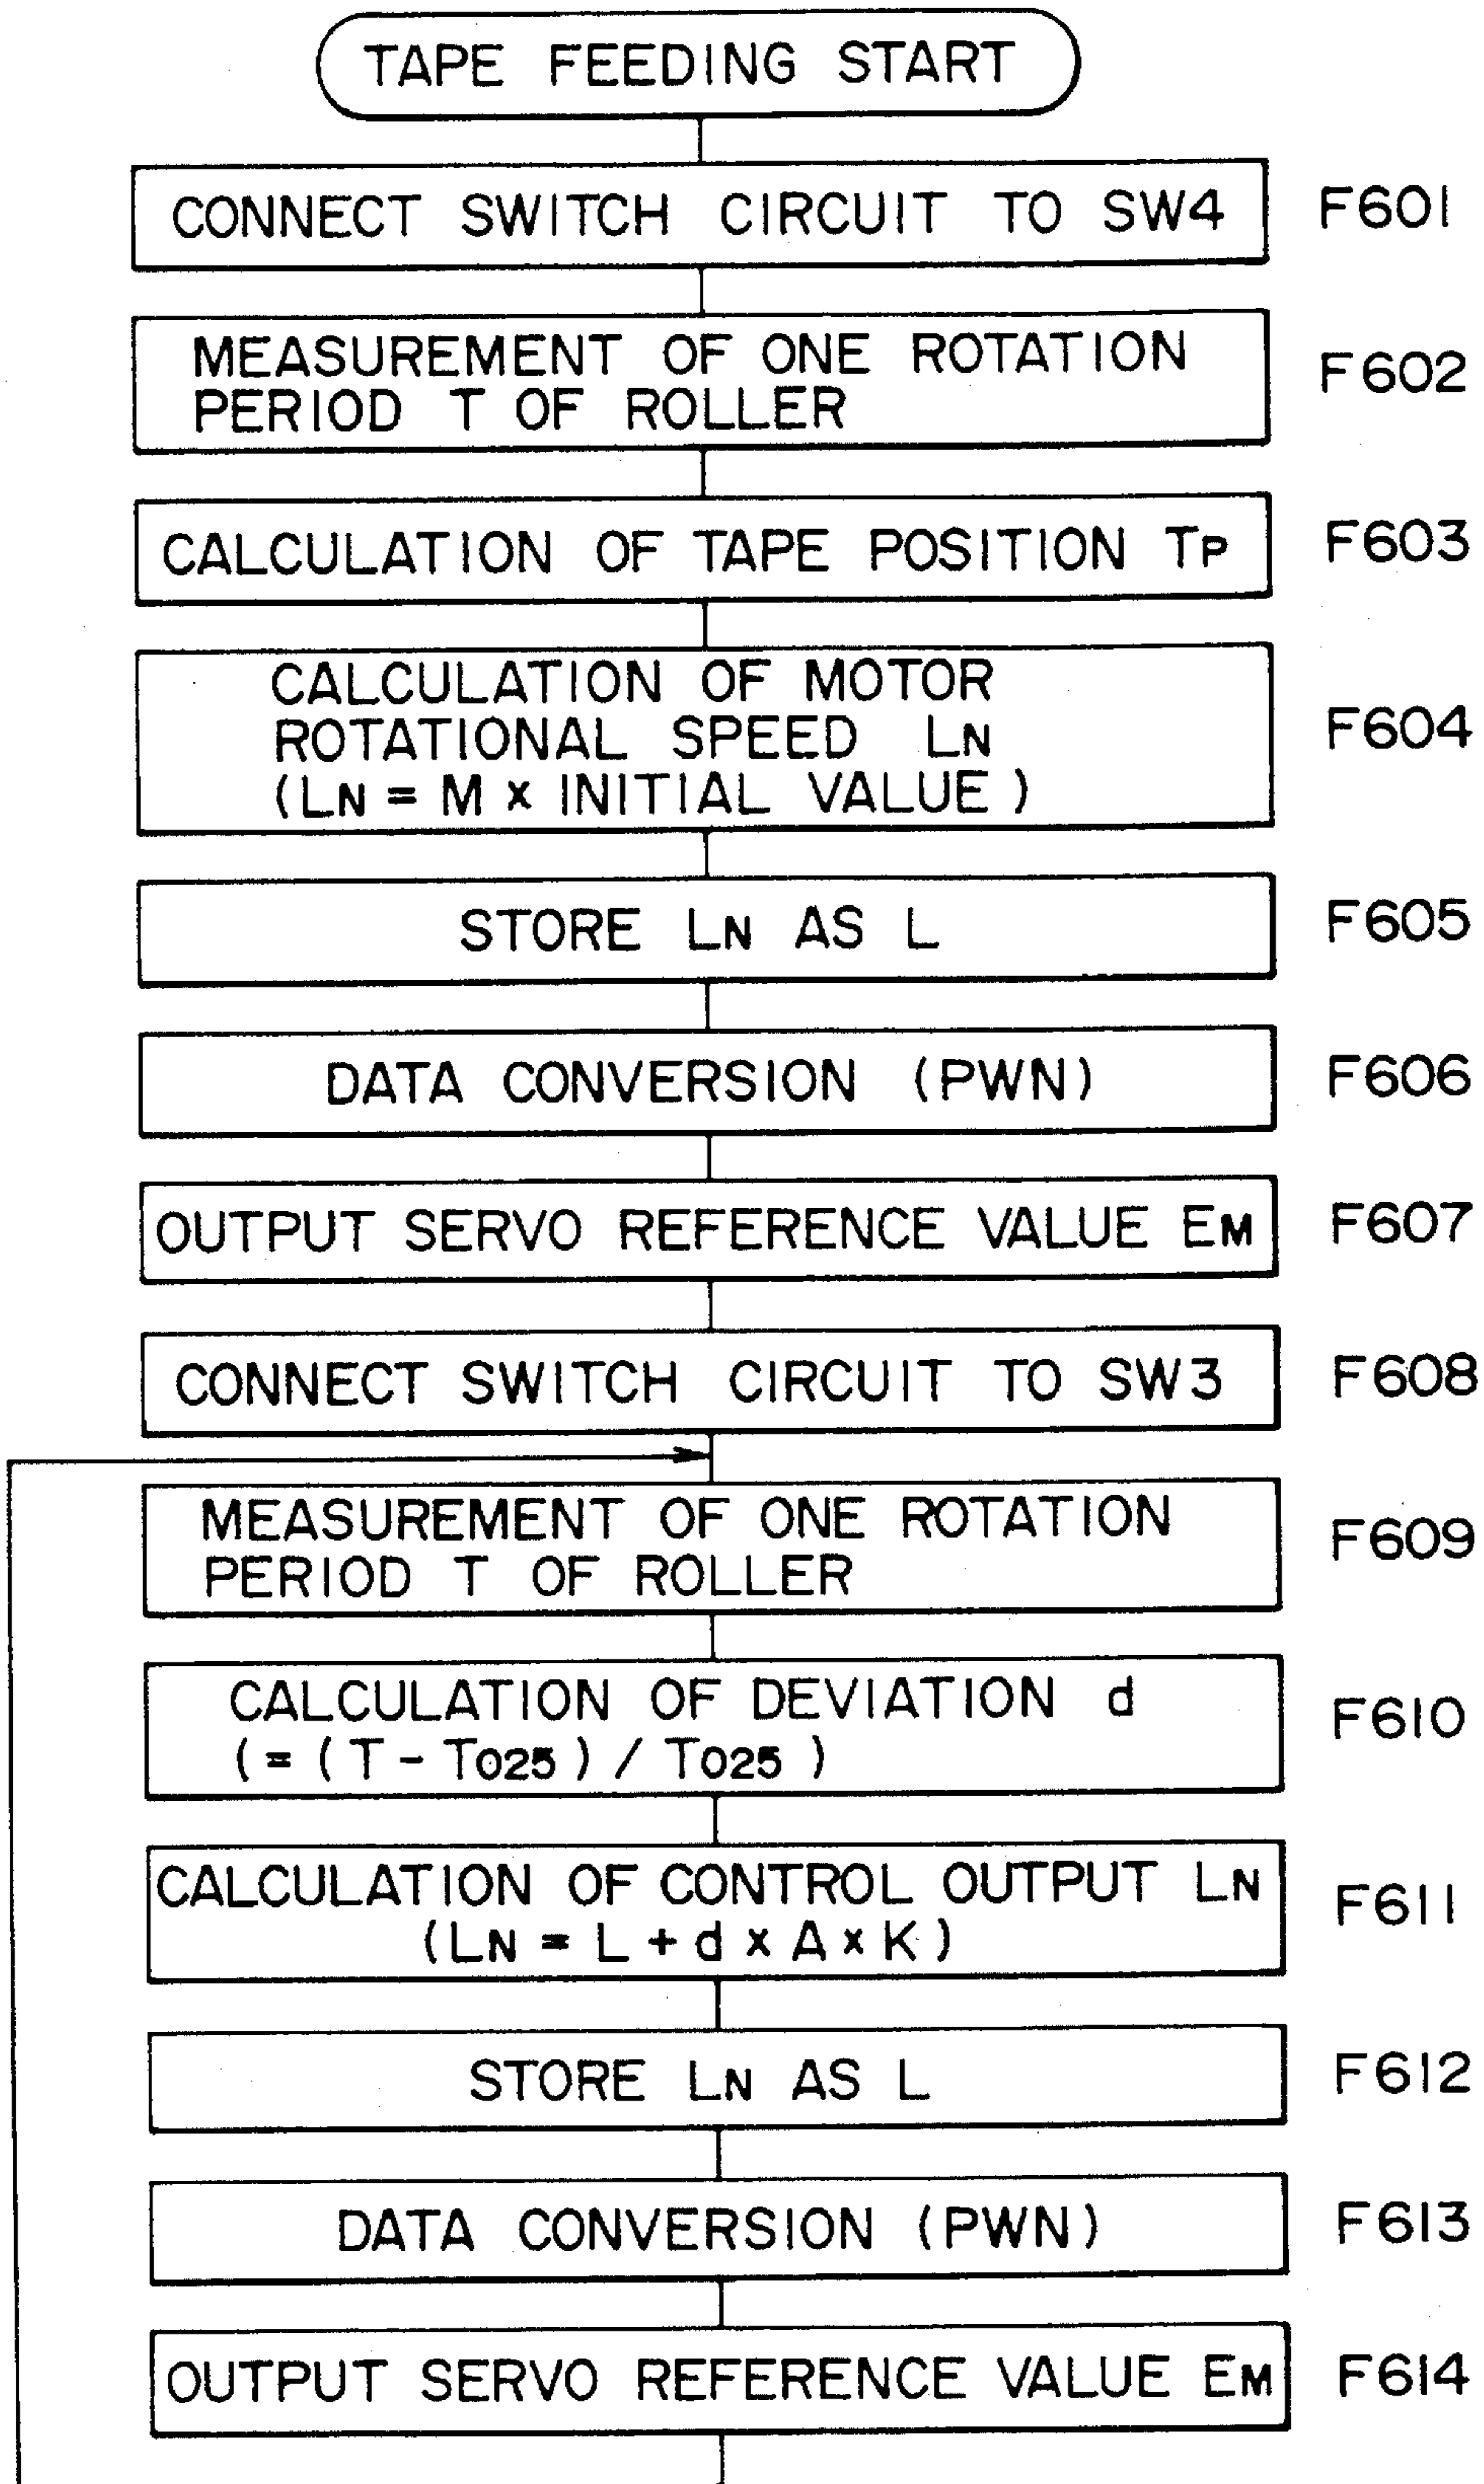 TAPE FEEDING START
CONNECT SWITCH CIRCUIT TO SW4
F601
MEASUREMENT OF ONE ROTATION
PERIOD T OF ROLLER
F602
CALCULATION OF TAPE POSITION TP
F603
CALCULATION OF MOTOR
ROTATIONAL SPEED LN
(LN = M × INITIAL VALUE)
F604
STORE LN AS L
F605
DATA CONVERSION (PWN)
F606
OUTPUT SERVO REFERENCE VALUE EM
F607
CONNECT SWITCH CIRCUIT TO SW3
F608
MEASUREMENT OF ONE ROTATION
PERIOD T OF ROLLER
F609
CALCULATION OF DEVIATION d
(= (T - T025) / T025)
F610
CALCULATION OF CONTROL OUTPUT LN
(LN = L + d × A × K)
F611
STORE LN AS L
F612
DATA CONVERSION (PWN)
F613
OUTPUT SERVO REFERENCE VALUE EM
F614